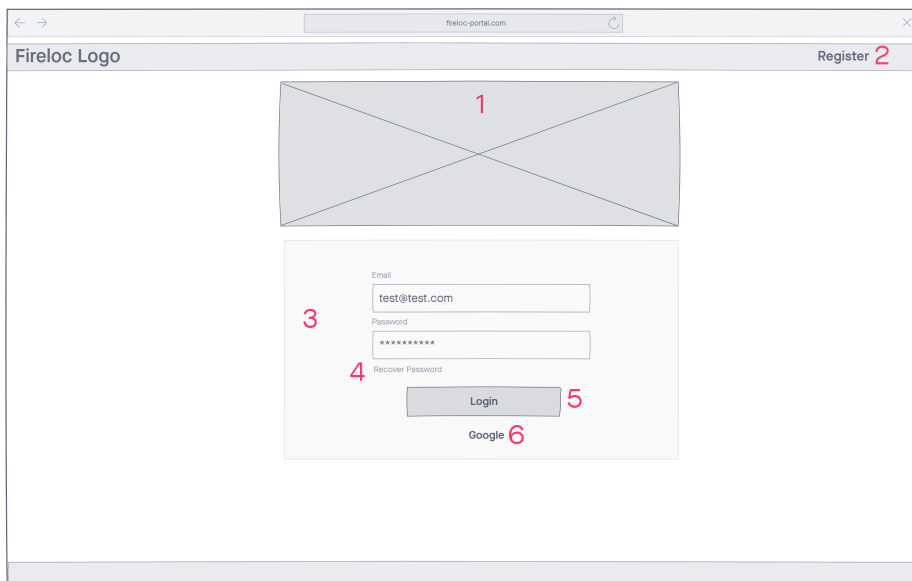 fireloc-portal.com
Fireloc Logo
Register 2
1
Email
test@test.com
3
Password
**********
4 Recover Password
Login 5
Google 6